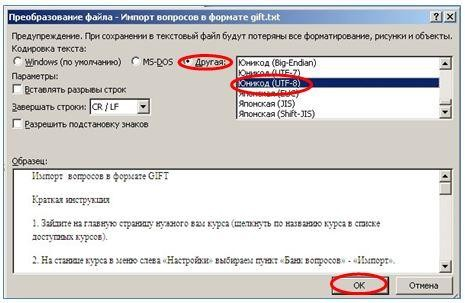 Преобразование файла - Импорт вопросов в формате gift.txt
Предупреждение. При сохранении в текстовый файл будут потеряны все форматирование, рисунки и объекты.
Кодировка текста:
Windows (по умолчанию) MS-DOS Другая:
Юникод (Big-Endian)
Юникод (UTF-7)
Юникод (UTF-8)
Японская (EUC)
Японская (JIS)
Японская (Shift-JIS)
Параметры:
Вставлять разрывы строк
Завершать строки: CR / LF
Разрешить подстановку знаков
Образец:
Импорт вопросов в формате GIFT
Краткая инструкция
1. Зайдите на главную страницу нужного вам курса (щелкнуть по названию курса в списке
доступных курсов).
2. На станице курса в меню слева «Настройки» выбираем пункт «Банк вопросов» - «Импорт».
ОК Отмена